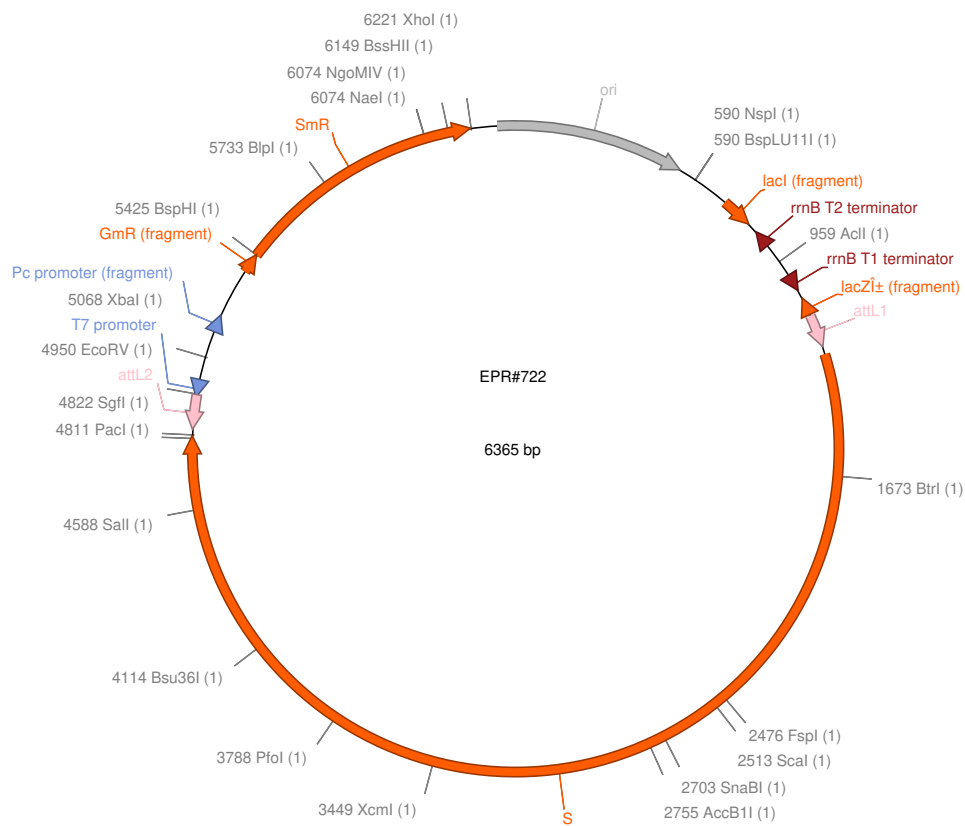 6221 XhoI (1)
6149 BssHII (1)
6074 NgoMIV (1)
6074 NaeI (1)
SmR
5733 BlpI (1)
5425 BspHI (1)
GmR (fragment)
Pc promoter (fragment)
5068 XbaI (1)
T7 promoter
4950 EcoRV (1)
attL2
4822 SgfI (1)
4811 PacI (1)
4588 SalI (1)
4114 Bsu36I (1)
3788 PfoI (1)
3449 XcmI (1)
ori
590 NspI (1)
590 BspLU11I (1)
lacI (fragment)
rrnB T2 terminator
959 AclI (1)
rrnB T1 terminator
lacZÎ± (fragment)
attL1
EPR#722
6365 bp
1673 BtrI (1)
2476 FspI (1)
2513 ScaI (1)
2703 SnaBI (1)
2755 AccB1I (1)
S